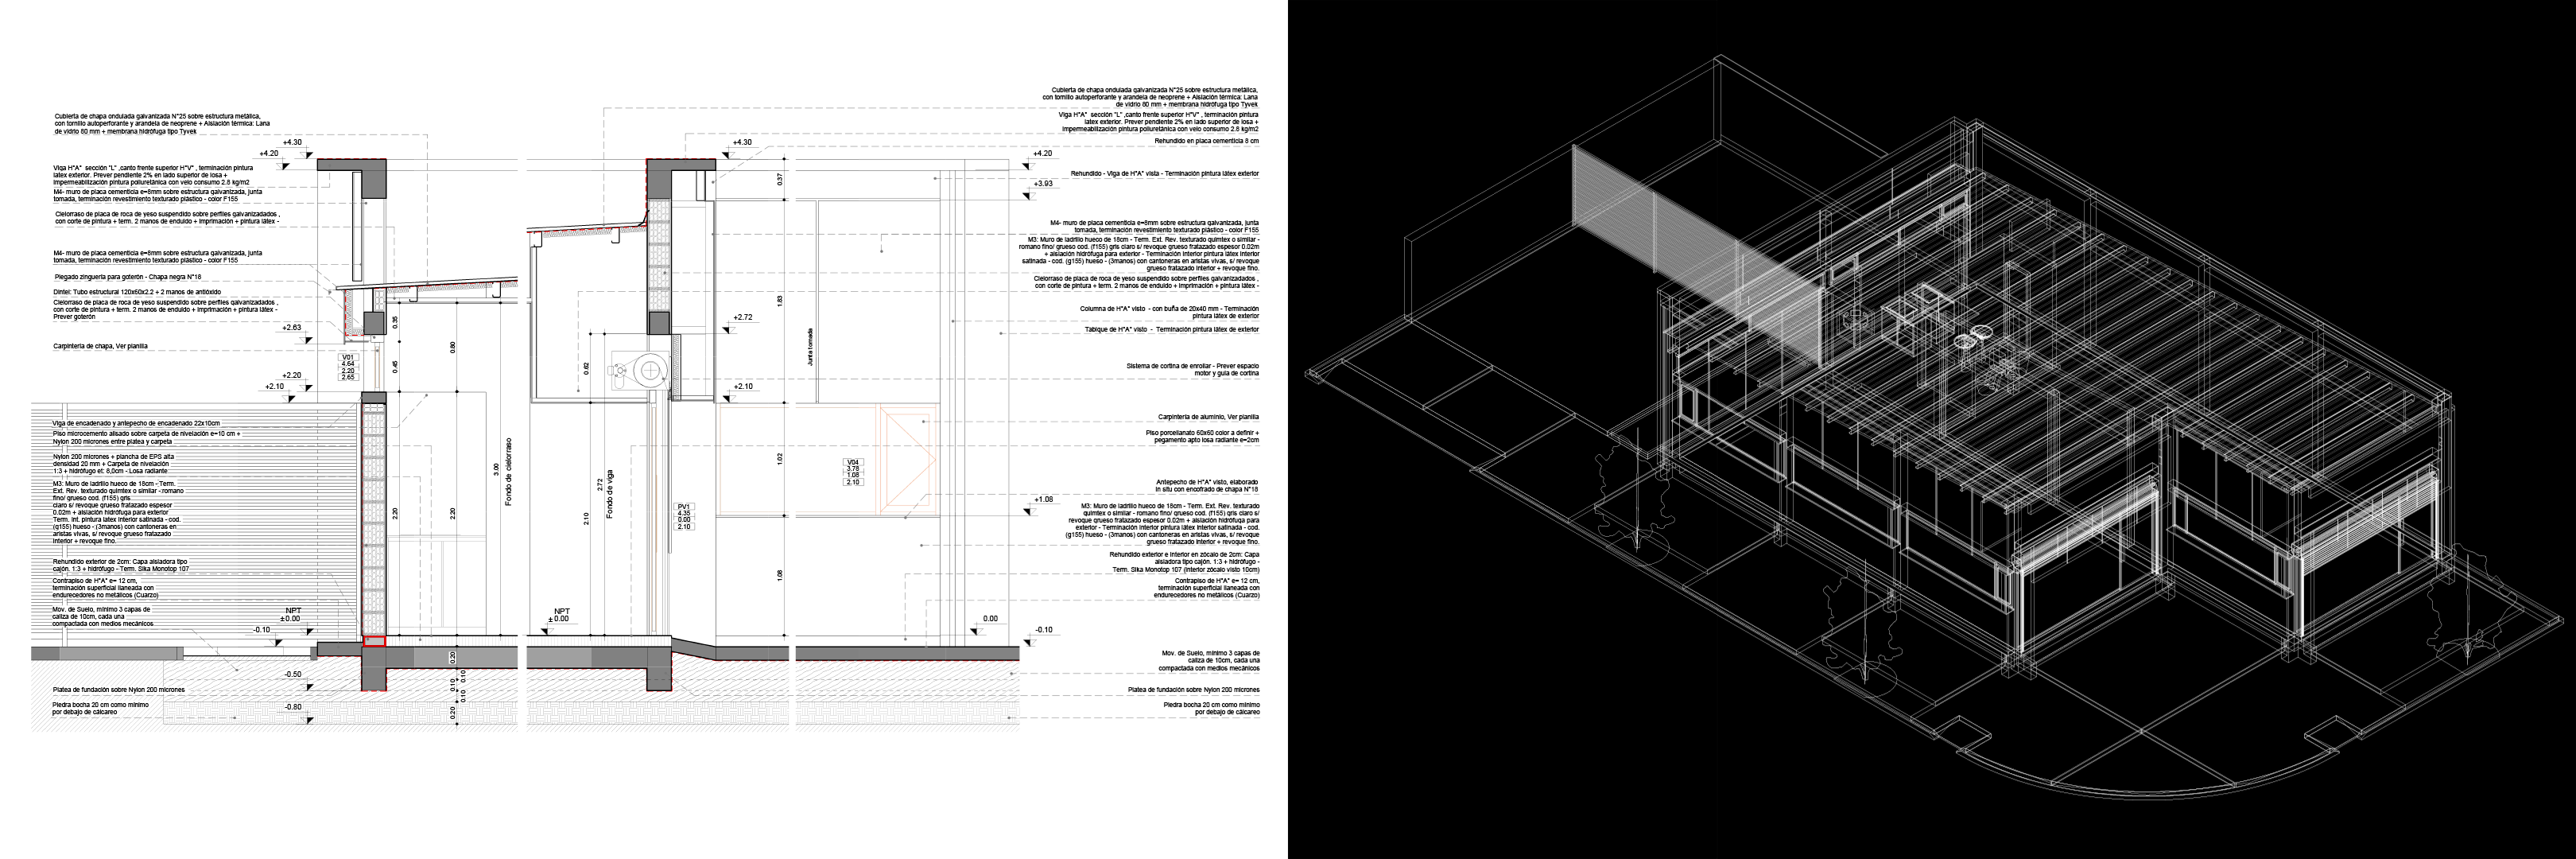 Cubierta de chapa ondulada galvanizada N°25 sobre estructura metálica,
con tornillo autoperforante y arandela de neoprene + Aislación térmica: Lana
de vidrio 60 mm + membrana hidrófuga tipo Tyvek
Viga H°A° sección "L" ,canto frente superior H°V° , terminación pintura
latex exterior. Prever pendiente 2% en lado superior de losa +
impermeabilización pintura poliuretánica con velo consumo 2.8 kg/m2
M4- muro de placa cementicia e=8mm sobre estructura galvanizada, junta
tomada, terminación revestimiento texturado plástico - color F155
Cielorraso de placa de roca de yeso suspendido sobre perfiles galvanizadados ,
con corte de pintura + term. 2 manos de enduido + imprimación + pintura látex -
M4- muro de placa cementicia e=8mm sobre estructura galvanizada, junta
tomada, terminación revestimiento texturado plástico - color F155
Plegado zinguería para goterón - Chapa negra N°18
Dintel: Tubo estructural 120x60x2.2 + 2 manos de antióxido
Cielorraso de placa de roca de yeso suspendido sobre perfiles galvanizadados ,
con corte de pintura + term. 2 manos de enduido + imprimación + pintura látex -
Prever goterón
Carpintería de chapa, Ver planilla
Viga de encadenado y antepecho de encadenado 22x10cm
Piso microcemento alisado sobre carpeta de nivelación e=10 cm +
Nylon 200 micrones entre platea y carpeta
Nylon 200 micrones + plancha de EPS alta
densidad 20 mm + Carpeta de nivelación
1:3 + hidrófugo et: 8,0cm - Losa radiante
M3: Muro de ladrillo hueco de 18cm - Term.
Ext. Rev. texturado quimtex o similar - romano
fino/ grueso cod. (f155) gris
claro s/ revoque grueso fratazado espesor
0.02m + aislación hidrófuga para exterior
Term. int. pintura latex interior satinada - cod.
(g155) hueso - (3manos) con cantoneras en
aristas vivas, s/ revoque grueso fratazado
interior + revoque fino.
Rehundido exterior de 2cm: Capa aisladora tipo
cajón. 1:3 + hidrófugo - Term. Sika Monotop 107
Contrapiso de H°A° e= 12 cm,
terminación superficial llaneada con
endurecedores no metálicos (Cuarzo)
Mov. de Suelo, mínimo 3 capas de
caliza de 10cm, cada una
compactada con medios mecánicos
Platea de fundación sobre Nylon 200 micrones
Piedra bocha 20 cm como mínimo
por debajo de cálcareo
+4.30
+4.20
+2.63
V01
4.64
2.20
2.65
+2.20
+2.10
NPT
±0.00
-0.10
-0.50
-0.80
0.35
0.45
2.20
0.80
2.20
0.20
0.10
0.10
0.10
0.20
3.00
Fondo de cielorraso
NPT
±0.00
0.62
2.10
2.72
Fondo de viga
PV1
4.35
0.00
2.10
+4.30
+2.72
+2.10
0.37
1.83
1.02
1.08
Junta tomada
V04
3.78
1.08
2.10
+4.20
+3.93
+1.08
0.00
-0.10
Cubierta de chapa ondulada galvanizada N°25 sobre estructura metálica,
con tornillo autoperforante y arandela de neoprene + Aislación térmica: Lana
de vidrio 60 mm + membrana hidrófuga tipo Tyvek
Viga H°A° sección "L" ,canto frente superior H°V° , terminación pintura
latex exterior. Prever pendiente 2% en lado superior de losa +
impermeabilización pintura poliuretánica con velo consumo 2.8 kg/m2
Rehundido en placa cementicia 8 cm
Rehundido - Viga de H°A° vista - Terminación pintura látex exterior
M4- muro de placa cementicia e=8mm sobre estructura galvanizada, junta
tomada, terminación revestimiento texturado plástico - color F155
M3: Muro de ladrillo hueco de 18cm - Term. Ext. Rev. texturado quimtex o similar -
romano fino/ grueso cod. (f155) gris claro s/ revoque grueso fratazado espesor 0.02m
+ aislación hidrófuga para exterior - Terminación interior pintura látex interior
satinada - cod. (g155) hueso - (3manos) con cantoneras en aristas vivas, s/ revoque
grueso fratazado interior + revoque fino.
Cielorraso de placa de roca de yeso suspendido sobre perfiles galvanizadados ,
con corte de pintura + term. 2 manos de enduido + imprimación + pintura látex -
Columna de H°A° visto - con buña de 20x40 mm - Terminación
pintura látex de exterior
Tabique de H°A° visto - Terminación pintura látex de exterior
Sistema de cortina de enrollar - Prever espacio
motor y guía de cortina
Carpintería de aluminio, Ver planilla
Piso porcellanato 60x60 color a definir +
pegamento apto losa radiante e=2cm
Antepecho de H°A° visto, elaborado
in situ con encofrado de chapa N°18
M3: Muro de ladrillo hueco de 18cm - Term. Ext. Rev. texturado
quimtex o similar - romano fino/ grueso cod. (f155) gris claro s/
revoque grueso fratazado espesor 0.02m + aislación hidrófuga para
exterior - Terminación interior pintura látex interior satinada - cod.
(g155) hueso - (3manos) con cantoneras en aristas vivas, s/ revoque
grueso fratazado interior + revoque fino.
Rehundido exterior e interior en zócalo de 2cm: Capa
aisladora tipo cajón. 1:3 + hidrófugo -
Term. Sika Monotop 107 (interior zócalo visto 10cm)
Contrapiso de H°A° e= 12 cm,
terminación superficial llaneada con
endurecedores no metálicos (Cuarzo)
Mov. de Suelo, mínimo 3 capas de
caliza de 10cm, cada una
compactada con medios mecánicos
Platea de fundación sobre Nylon 200 micrones
Piedra bocha 20 cm como mínimo
por debajo de cálcareo